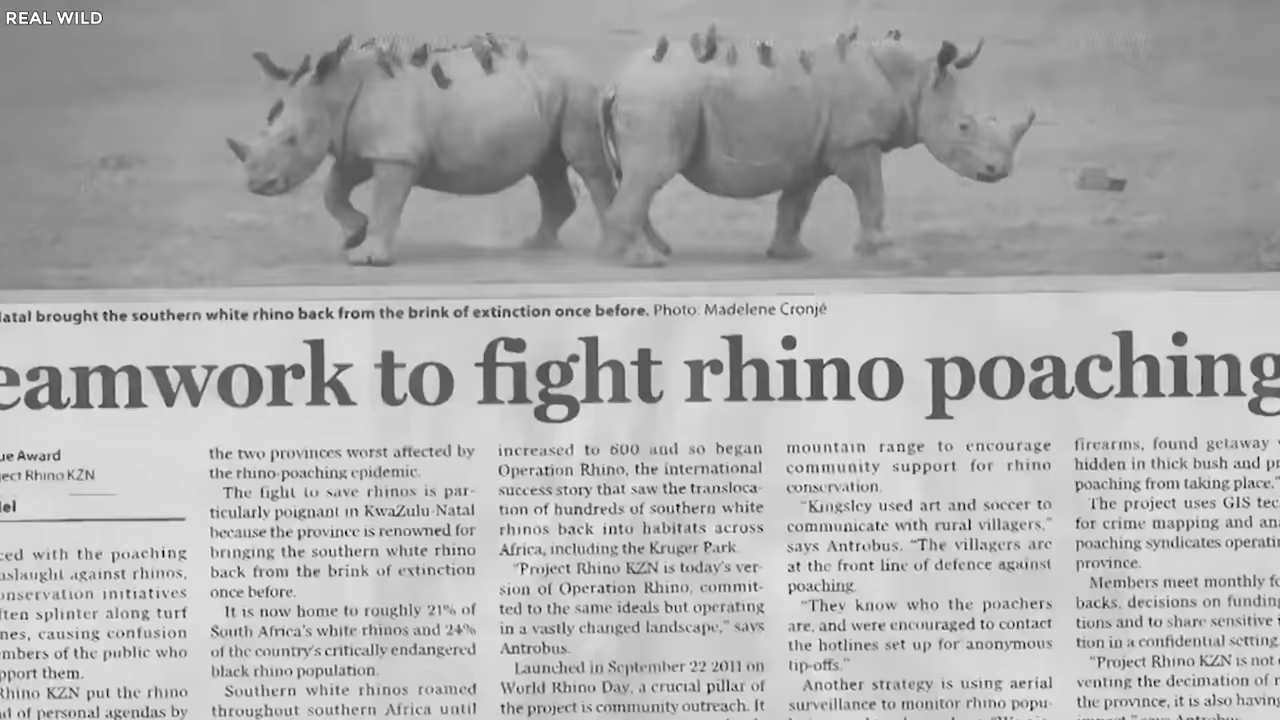 REAL WILD
Natal brought the southern white rhino back from the brink of extinction once before. Photo: Madelene Cronjé
eamwork to fight rhino poaching
ue Award
ject Rhino KZN
lel
ced with the poaching
nslaught against rhinos,
onservation initiatives
ften splinter along turf
nes, causing confusion
mbers of the public who
pport them.
Rhino KZN put the rhino
ad of personal agendas by
the two provinces worst affected by
the rhino-poaching epidemic.
The fight to save rhinos is par-
ticularly poignant in KwaZulu-Natal
because the province is renowned for
bringing the southern white rhino
back from the brink of extinction
once before.
It is now home to roughly 21% of
South Africa's white rhinos and 24%
of the country's critically endangered
black rhino population.
Southern white rhinos roamed
throughout southern Africa until
increased to 600 and so began
Operation Rhino, the international
success story that saw the transloca-
tion of hundreds of southern white
rhinos back into habitats across
Africa, including the Kruger Park.
"Project Rhino KZN is today's ver-
sion of Operation Rhino, commit-
ted to the same ideals but operating
in a vastly changed landscape," says
Antrobus.
Launched in September 22 2011 on
World Rhino Day, a crucial pillar of
the project is community outreach. It
mountain range to encourage
community support for rhino
conservation.
"Kingsley used art and soccer to
communicate with rural villagers,"
says Antrobus. "The villagers are
at the front line of defence against
poaching.
"They know who the poachers
are, and were encouraged to contact
the hotlines set up for anonymous
tip-offs."
Another strategy is using aerial
surveillance to monitor rhino popu-
firearms, found getaway
hidden in thick bush and pr
poaching from taking place."
The project uses GIS tec
for crime mapping and an
poaching syndicates operati
province.
Members meet monthly fo
backs, decisions on fundin
tions and to share sensitive
tion in a confidential setting.
"Project Rhino KZN is not
venting the decimation of r
the province, it is also having